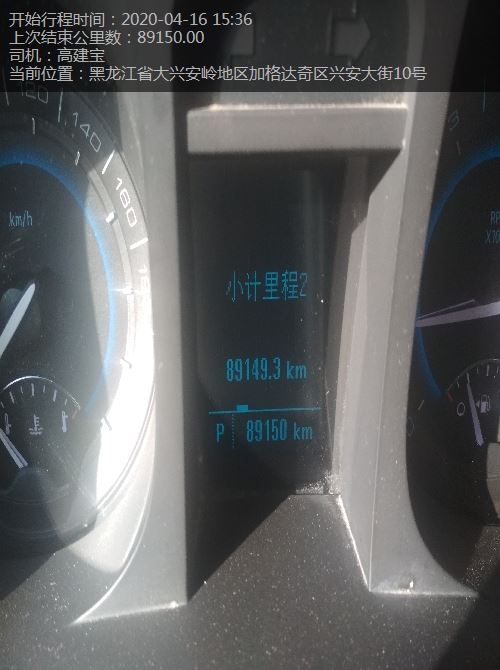 开始行程时间：2020-04-16 15:36
上次结束公里数：89150.00
司机：高建宝
当前位置：黑龙江省大兴安岭地区加格达奇区兴安大街10号
120
140
160
km/h
小计里程2
89149.3 km
P 89150 km
3